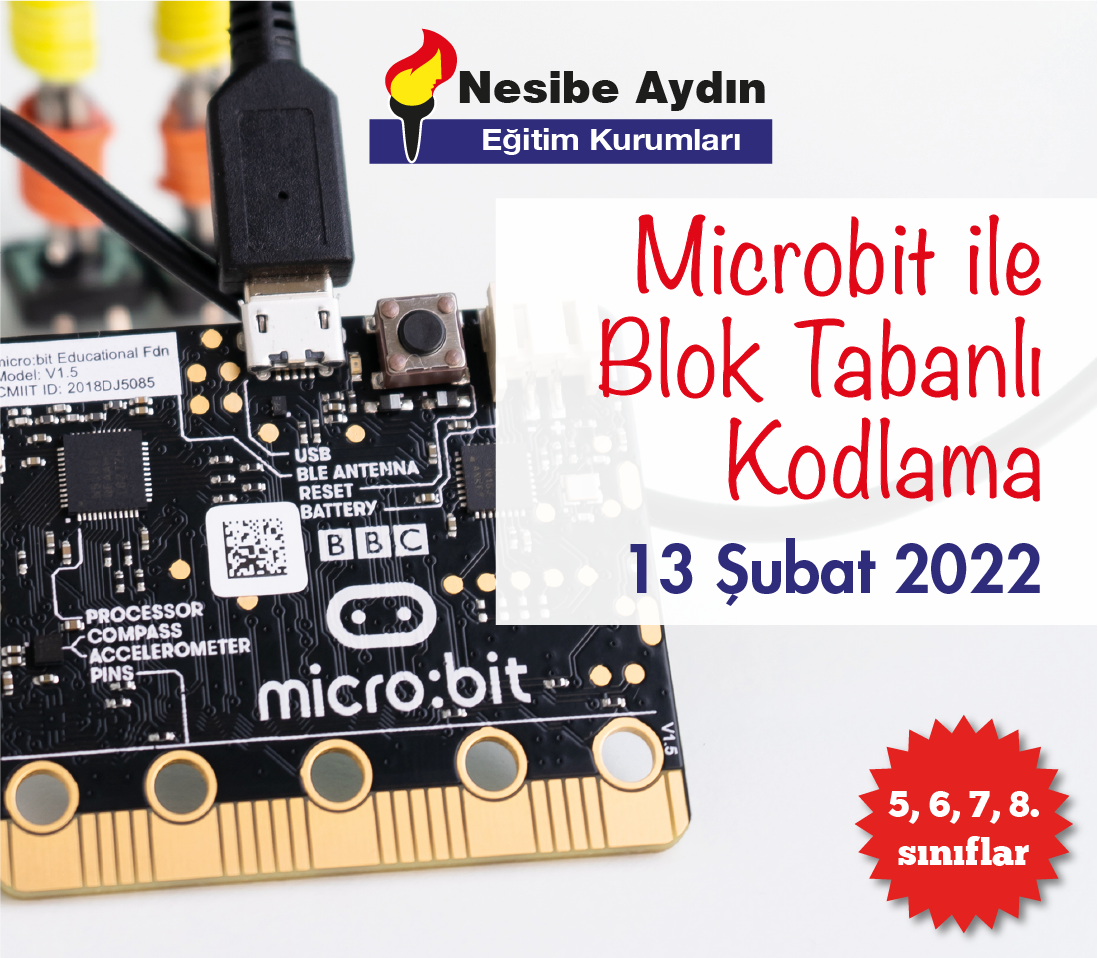 Nesibe Aydın
Eğitim Kurumları
Microbit ile
Blok Tabanlı
Kodlama
13 Şubat 2022
micro:bit Educational Fdn
Model: V1.5
CMIIT ID: 2018DJ5085
USB
BLE ANTENNA
RESET
BATTERY
BBC
PROCESSOR
COMPASS
ACCELEROMETER
PINS
micro:bit
V1.5
5, 6, 7, 8.
sınıflar